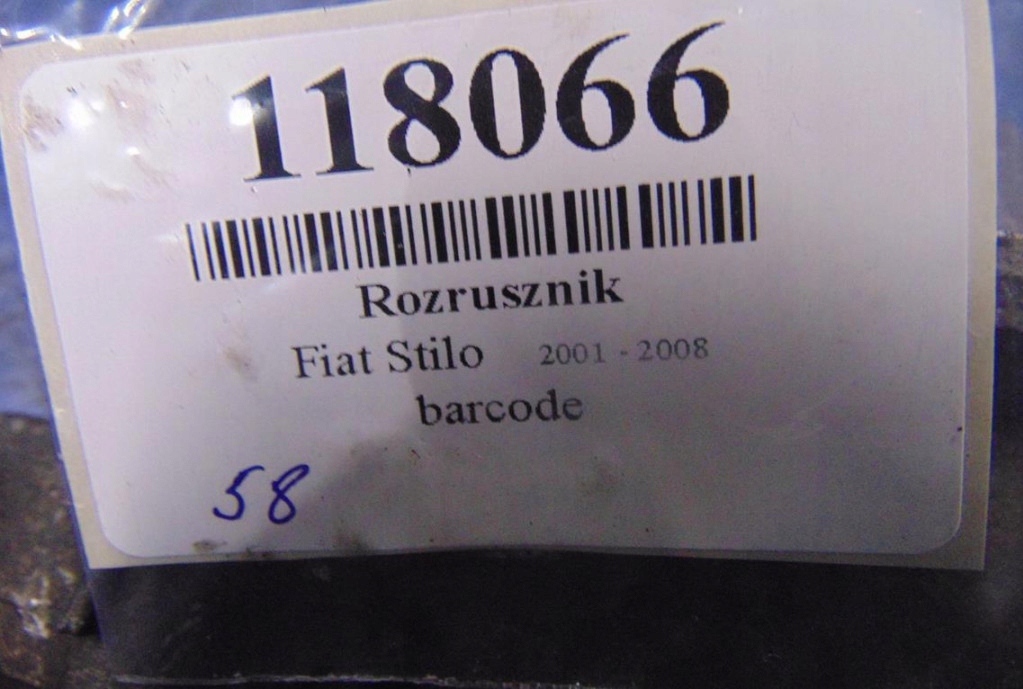 118066
Rozrusznik
Fiat Stilo 2001 - 2008
barcode
58